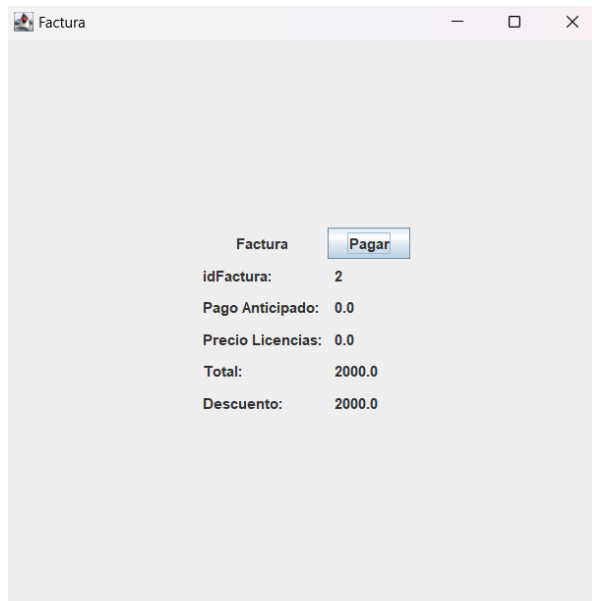 Factura
Factura Pagar
idFactura: 2
Pago Anticipado: 0.0
Precio Licencias: 0.0
Total: 2000.0
Descuento: 2000.0